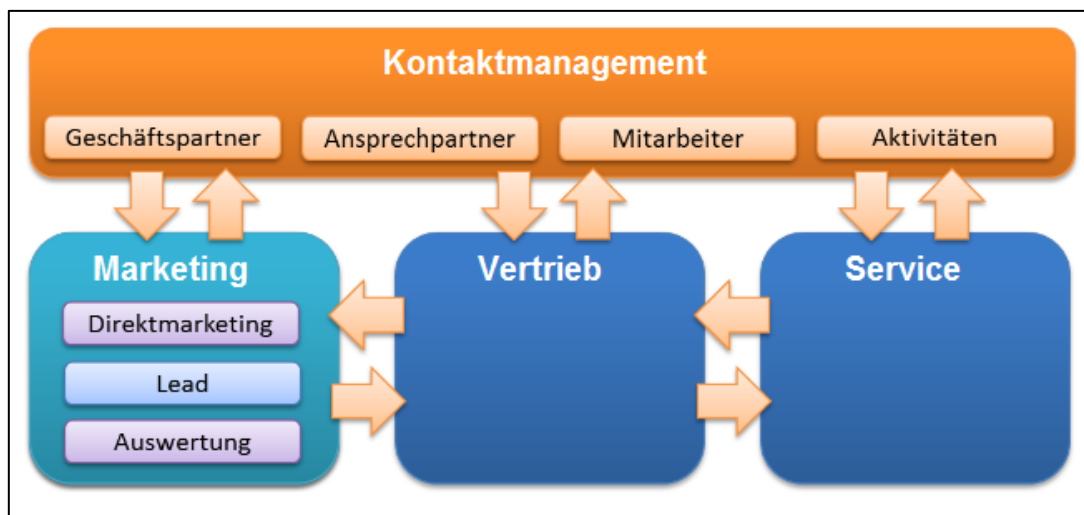 Kontaktmanagement
Geschäftspartner
Ansprechpartner
Mitarbeiter
Aktivitäten
Marketing
Vertrieb
Service
Direktmarketing
Lead
Auswertung